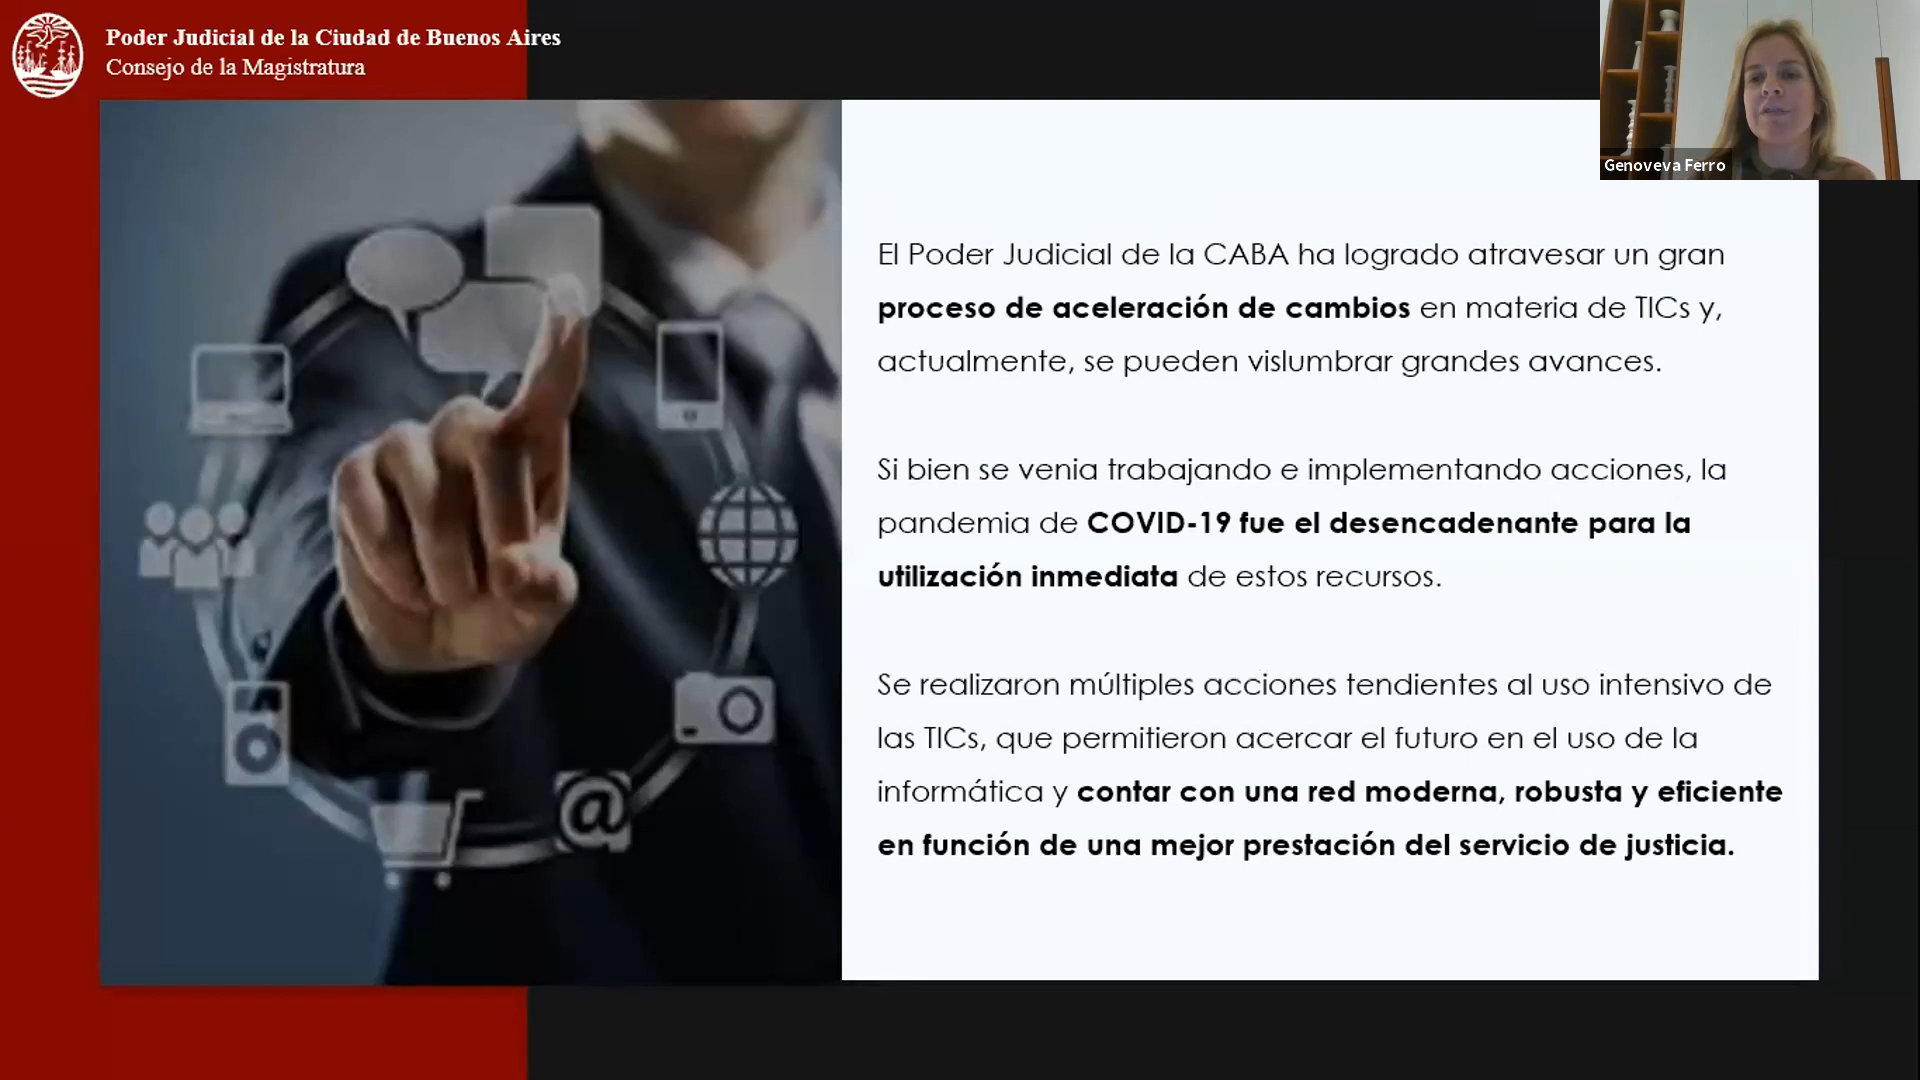 Poder Judicial de la Ciudad de Buenos Aires
Consejo de la Magistratura
Genoveva Ferro
El Poder Judicial de la CABA ha logrado atravesar un gran
proceso de aceleración de cambios en materia de TICs y,
actualmente, se pueden vislumbrar grandes avances.
Si bien se venia trabajando e implementando acciones, la
pandemia de COVID-19 fue el desencadenante para la
utilización inmediata de estos recursos.
Se realizaron múltiples acciones tendientes al uso intensivo de
las TICs, que permitieron acercar el futuro en el uso de la
informática y contar con una red moderna, robusta y eficiente
en función de una mejor prestación del servicio de justicia.
@